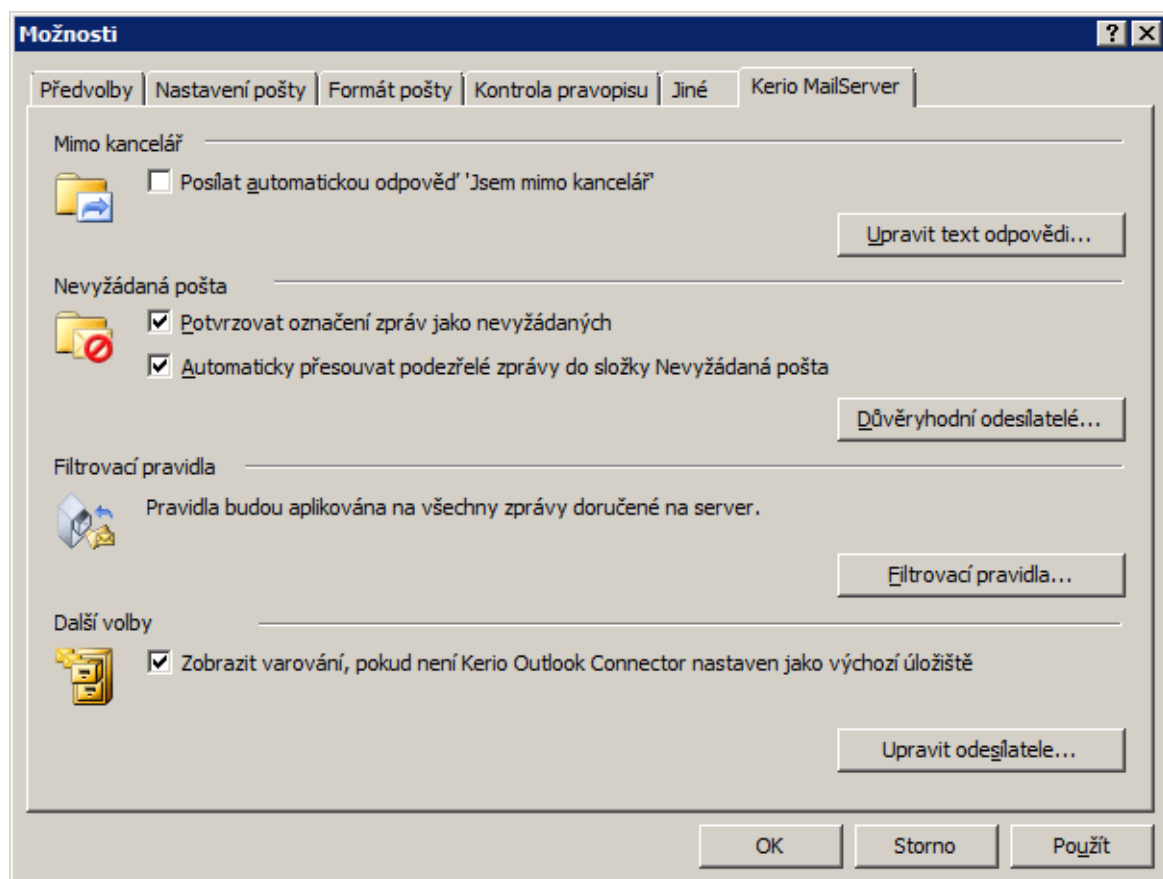 Možnosti
Předvolby Nastavení pošty Formát pošty Kontrola pravopisu Jiné Kerio MailServer
Mimo kancelář
Posílat automatickou odpověď 'Jsem mimo kancelář'
Upravit text odpovědi...
Nevyžádaná pošta
Potvrzovat označení zpráv jako nevyžádaných
Automaticky přesouvat podezřelé zprávy do složky Nevyžádaná pošta
Důvěryhodní odesílatelé...
Filtrovací pravidla
Pravidla budou aplikována na všechny zprávy doručené na server.
Filtrovací pravidla...
Další volby
Zobrazit varování, pokud není Kerio Outlook Connector nastaven jako výchozí úložiště
Upravit odesílatele...
OK Storno Použít